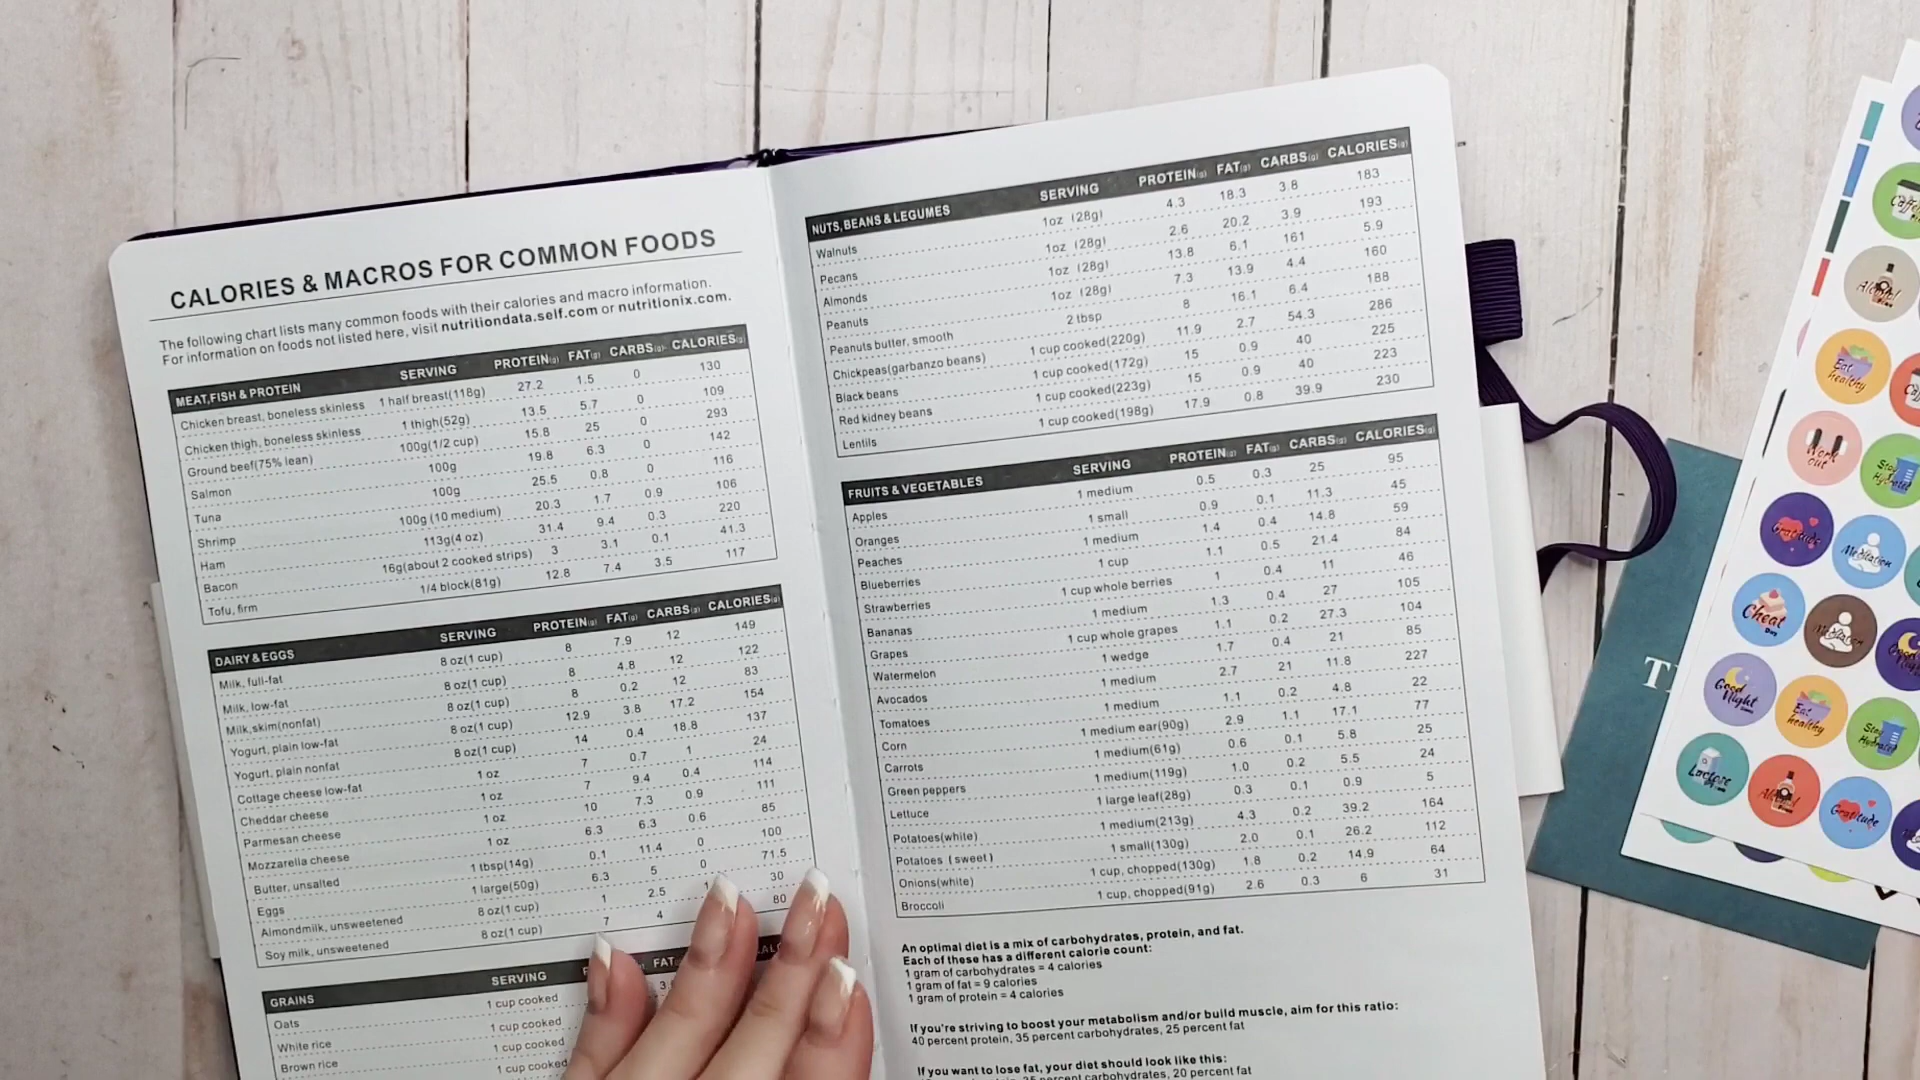 CALORIES & MACROS FOR COMMON FOODS
The following chart lists many common foods with their calories and macro information.
For information on foods not listed here, visit nutritiondata.self.com or nutritionix.com.
MEAT,FISH & PROTEIN SERVING PROTEIN(g) FAT(g) CARBS(g) CALORIES(g)
Chicken breast, boneless skinless 1 half breast(118g) 27.2 1.5 0 130
Chicken thigh, boneless skinless 1 thigh(52g) 13.5 5.7 0 109
Ground beef(75% lean) 100g(1/2 cup) 15.8 25 0 293
Salmon 100g 19.8 6.3 0 142
Tuna 100g 25.5 0.8 0 116
Shrimp 100g (10 medium) 20.3 1.7 0.9 106
Ham 113g(4 oz) 31.4 9.4 0.3 220
Bacon 16g(about 2 cooked strips) 3 3.1 0.1 41.3
Tofu, firm 1/4 block(81g) 12.8 7.4 3.5 117
DAIRY & EGGS SERVING PROTEIN(g) FAT(g) CARBS(g) CALORIES(g)
Milk, full-fat 8 oz(1 cup) 8 7.9 12 149
Milk, low-fat 8 oz(1 cup) 8 4.8 12 122
Milk,skim(nonfat) 8 oz(1 cup) 8 0.2 12 83
Yogurt, plain low-fat 8 oz(1 cup) 12.9 3.8 17.2 154
Yogurt, plain nonfat 8 oz(1 cup) 14 0.4 18.8 137
Cottage cheese low-fat 1 oz 7 0.7 1 24
Cheddar cheese 1 oz 7 9.4 0.4 114
Parmesan cheese 1 oz 10 7.3 0.9 111
Mozzarella cheese 1 oz 6.3 6.3 0.6 85
Butter, unsalted 1 tbsp(14g) 0.1 11.4 0 100
Eggs 1 large(50g) 6.3 5 0 71.5
Almondmilk, unsweetened 8 oz(1 cup) 1 2.5 30
Soy milk, unsweetened 8 oz(1 cup) 7 4 80
GRAINS SERVING FAT
Oats 1 cup cooked
White rice 1 cup cooked
Brown rice 1 cup cooked
1 cup cooked
NUTS, BEANS & LEGUMES SERVING PROTEIN(g) FAT(g) CARBS(g) CALORIES(g)
Walnuts 1oz (28g) 4.3 18.3 3.8 183
Pecans 1oz (28g) 2.6 20.2 3.9 193
Almonds 1oz (28g) 13.8 6.1 161 5.9
Peanuts 1oz (28g) 7.3 13.9 4.4 160
Peanuts butter, smooth 2 tbsp 8 16.1 6.4 188
Chickpeas(garbanzo beans) 1 cup cooked(220g) 11.9 2.7 54.3 286
Black beans 1 cup cooked(172g) 15 0.9 40 225
Red kidney beans 1 cup cooked(223g) 15 0.9 40 223
Lentils 1 cup cooked(198g) 17.9 0.8 39.9 230
FRUITS & VEGETABLES SERVING PROTEIN(g) FAT(g) CARBS(g) CALORIES(g)
Apples 1 medium 0.5 0.3 25 95
Oranges 1 small 0.9 0.1 11.3 45
Peaches 1 medium 1.4 0.4 14.8 59
Blueberries 1 cup 1.1 0.5 21.4 84
Strawberries 1 cup whole berries 1 0.4 11 46
Bananas 1 medium 1.3 0.4 27 105
Grapes 1 cup whole grapes 1.1 0.2 27.3 104
Watermelon 1 wedge 1.7 0.4 21 85
Avocados 1 medium 2.7 21 11.8 227
Tomatoes 1 medium 1.1 0.2 4.8 22
Corn 1 medium ear(90g) 2.9 1.1 17.1 77
Carrots 1 medium(61g) 0.6 0.1 5.8 25
Green peppers 1 medium(119g) 1.0 0.2 5.5 24
Lettuce 1 large leaf(28g) 0.3 0.1 0.9 5
Potatoes(white) 1 medium(213g) 4.3 0.2 39.2 164
Potatoes (sweet) 1 small(130g) 2.0 0.1 26.2 112
Onions(white) 1 cup, chopped(130g) 1.8 0.2 14.9 64
Broccoli 1 cup, chopped(91g) 2.6 0.3 6 31
An optimal diet is a mix of carbohydrates, protein, and fat.
Each of these has a different calorie count:
1 gram of carbohydrates = 4 calories
1 gram of fat = 9 calories
1 gram of protein = 4 calories
If you're striving to boost your metabolism and/or build muscle, aim for this ratio:
40 percent protein, 35 percent carbohydrates, 25 percent fat
If you want to lose fat, your diet should look like this:
percent carbohydrates, 20 percent fat
Eat healthy
Work out
Stay Hydrated
Gratitude
Meditation
Cheat Day
Meditation
Good Night
Eat healthy
Stay Hydrated
Lactose
Alcohol
Gratitude